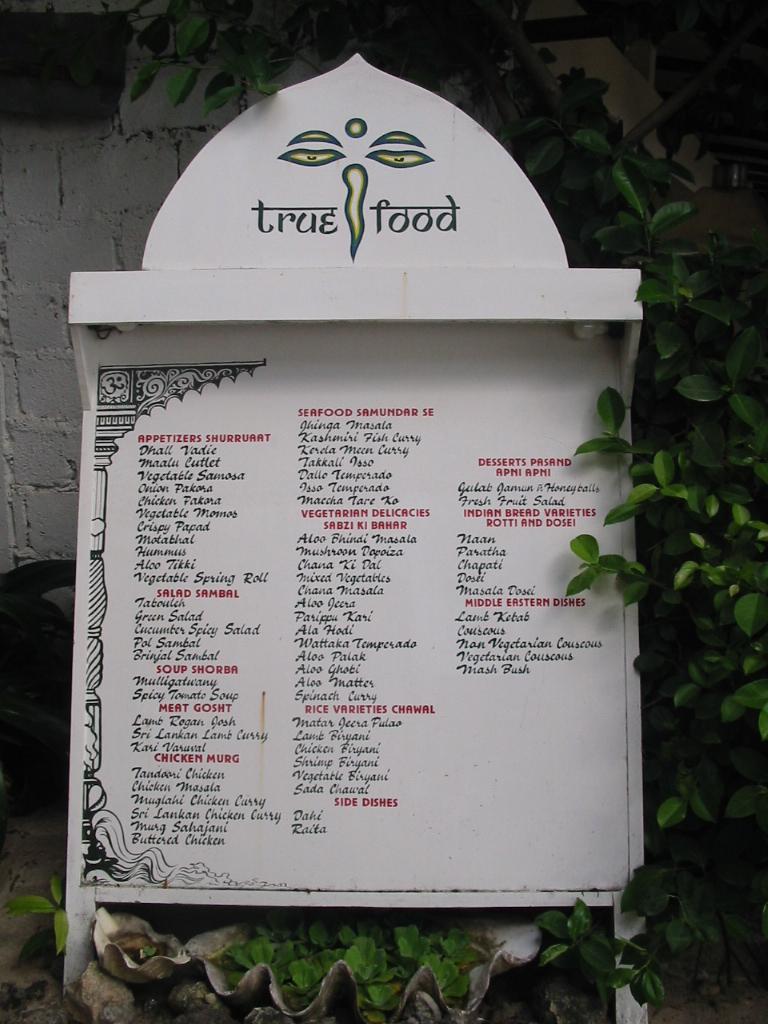 true food
APPETIZERS SHURRUAAT
Dhall Vadie
Maalu Cutlet
Vegetable Samosa
Onion Pakora
Chicken Pakora
Vegetable Momos
Crispy Papad
Motabhal
Hummus
Aloo Tikki
Vegetable Spring Roll
SALAD SAMBAL
Tabouleh
Green Salad
Cucumber Spicy Salad
Pol Sambal
Brinjal Sambal
SOUP SHORBA
Mulligatwany
Spicy Tomato Soup
MEAT GOSHT
Lamb Rogan Josh
Sri Lankan Lamb Curry
Kari Varuval
CHICKEN MURG
Tandoori Chicken
Chicken Masala
Muglahi Chicken Curry
Sri Lankan Chicken Curry
Murg Sahajani
Buttered Chicken
SEAFOOD SAMUNDAR SE
Jhinga Masala
Kashmiri Fish Curry
Kerela Meen Curry
Takkali Isso
Dallo Temperado
Isso Temperado
Maccha Tare Ko
VEGETARIAN DELICACIES
SABZI KI BAHAR
Aloo Bhindi Masala
Mushroom Dopoiza
Chana Ki Dal
Mixed Vegetables
Chana Masala
Aloo Jeera
Parippu Kari
Ala Hodi
Wattaka Temperado
Aloo Palak
Aloo Ghobi
Aloo Matter
Spinach Curry
RICE VARIETIES CHAWAL
Matar Jeera Pulao
Lamb Biryani
Chicken Biryani
Shrimp Biryani
Vegetable Biryani
Sada Chawal
SIDE DISHES
Dahi
Raita
DESSERTS PASAND
APNI APNI
Gulab Jamun Honeyballs
Fresh Fruit Salad
INDIAN BREAD VARIETIES
ROTTI AND DOSEI
Naan
Paratha
Chapati
Dosei
Masala Dosei
MIDDLE EASTERN DISHES
Lamb Kebab
Couscous
Non Vegetarian Couscous
Vegetarian Couscous
Mash Bush